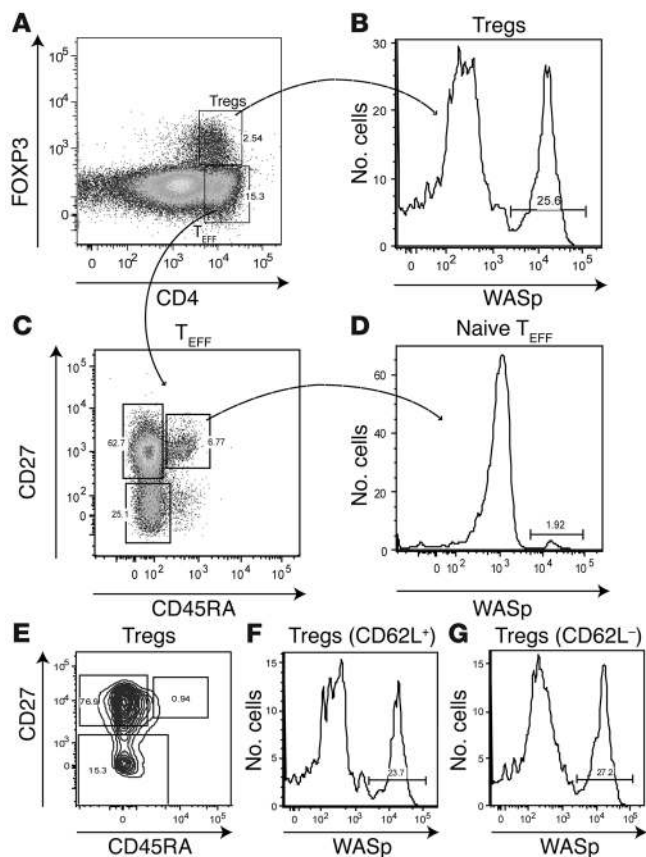 A
FOXP3
10⁵
10⁴
10³
10²
0
Tregs
2.54
15.3
T_EFF
0 10² 10³ 10⁴ 10⁵
CD4
B
Tregs
No. cells
30
20
10
0
25.6
0 10² 10³ 10⁴ 10⁵
WASp
C
T_EFF
CD27
10⁵
10⁴
10³
10²
0
62.7
6.77
25.1
0 10² 10³ 10⁴ 10⁵
CD45RA
D
Naive T_EFF
No. cells
60
40
20
0
1.92
0 10² 10³ 10⁴ 10⁵
WASp
E
Tregs
CD27
10⁵
10⁴
10³
0
76.9
0.94
15.3
0 10³ 10⁴ 10⁵
CD45RA
F
Tregs (CD62L⁺)
No. cells
15
10
5
0
23.7
0 10² 10³ 10⁴ 10⁵
WASp
G
Tregs (CD62L⁻)
No. cells
15
10
5
0
27.2
0 10² 10³ 10⁴ 10⁵
WASp